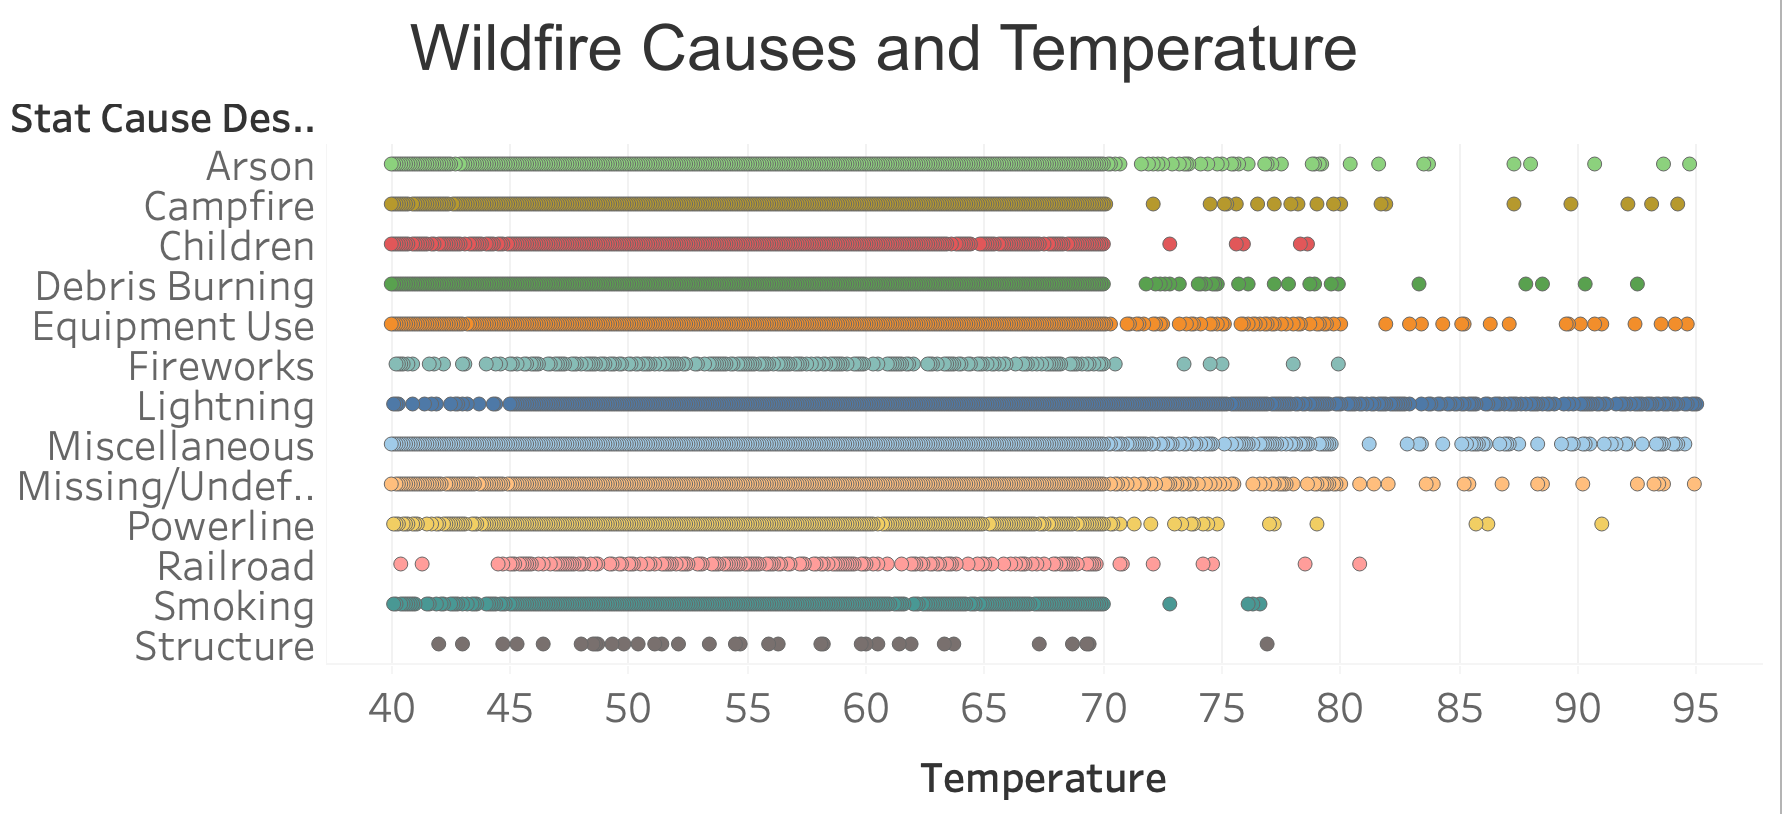 Wildfire Causes and Temperature
Stat Cause Des..
Arson
Campfire
Children
Debris Burning
Equipment Use
Fireworks
Lightning
Miscellaneous
Missing/Undef..
Powerline
Railroad
Smoking
Structure
40 45 50 55 60 65 70 75 80 85 90 95
Temperature